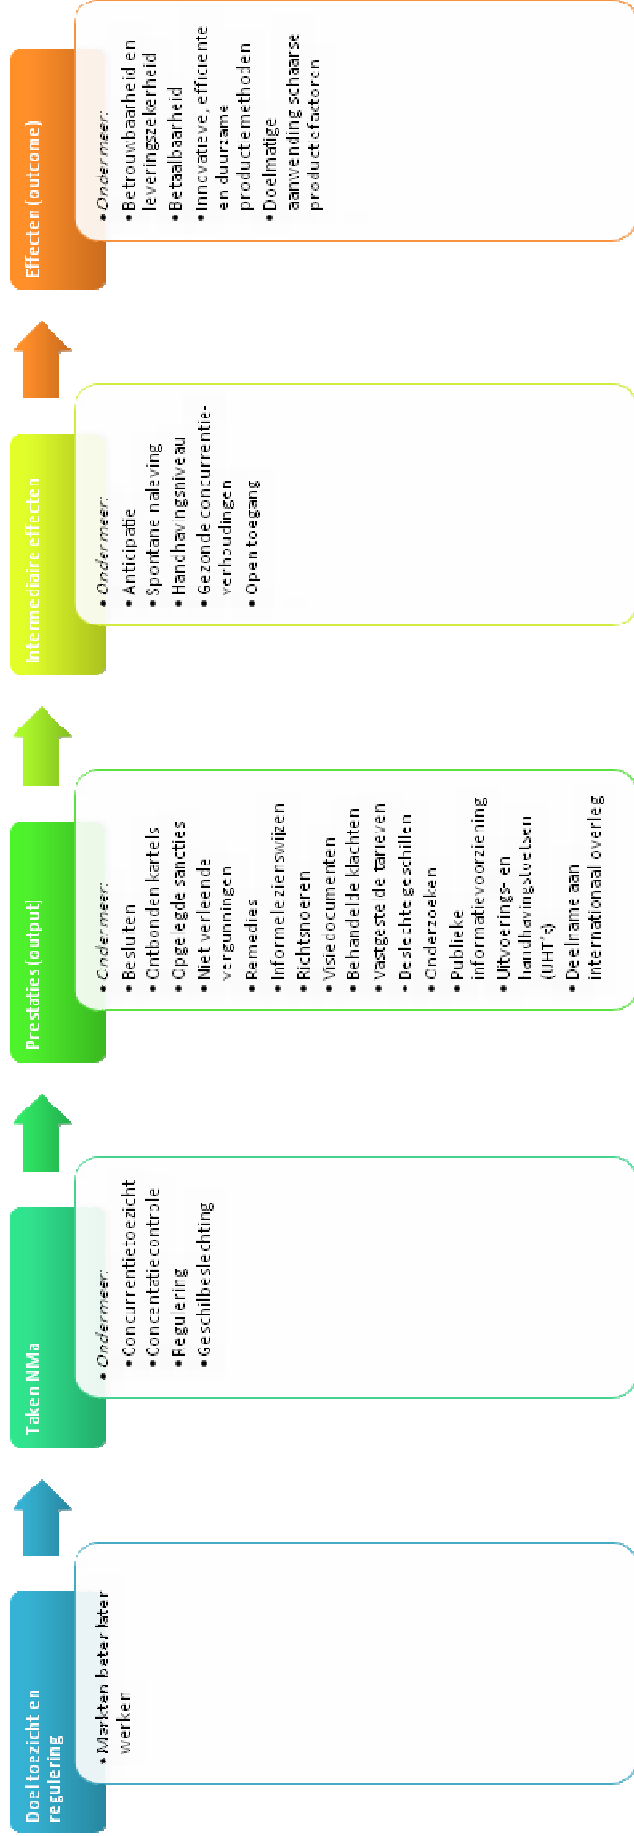 Doel toezicht en
regulering
• Markten beter laten
werken
Taken NMa
• Ondermeer:
• Concurrentietoezicht
• Concentatiecontrole
• Regulering
• Geschilbeslechting
Prestaties (output)
• Ondermeer:
• Besluiten
• Ontbonden kartels
• Opgelegde sancties
• Niet verleende
vergunningen
• Remedies
• Informele zienswijzen
• Richtsnoeren
• Visiedocumenten
• Behandelde klachten
• Vastgestelde tarieven
• Beslechte geschillen
• Onderzoeken
• Publieke
informatievoorziening
• Uitvoerings- en
handhavingstoetsen
(UHT's)
• Deelname aan
internationaal overleg
Intermediaire effecten
• Ondermeer:
• Anticipatie
• Spontane naleving
• Handhavingsniveau
• Gezonde concurrentie-
verhoudingen
• Open toegang
Effecten (outcome)
• Ondermeer:
• Betrouwbaarheid en
leveringszekerheid
• Betaalbaarheid
• Innovatieve, efficiente
en duurzame
productiemethoden
• Doelmatige
aanwending schaarse
productiefactoren